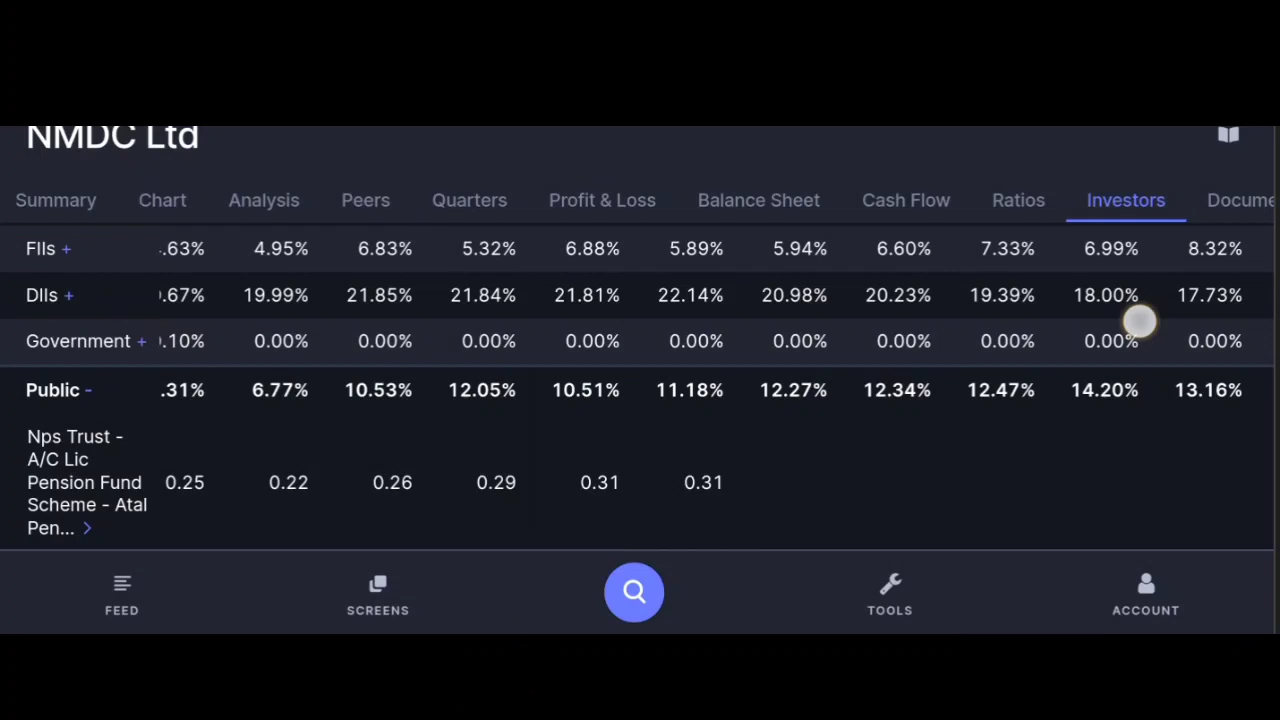 NMDC Ltd
Summary Chart Analysis Peers Quarters Profit & Loss Balance Sheet Cash Flow Ratios Investors Docume
FIIs + .63% 4.95% 6.83% 5.32% 6.88% 5.89% 5.94% 6.60% 7.33% 6.99% 8.32%
DIIs + .67% 19.99% 21.85% 21.84% 21.81% 22.14% 20.98% 20.23% 19.39% 18.00% 17.73%
Government + .10% 0.00% 0.00% 0.00% 0.00% 0.00% 0.00% 0.00% 0.00% 0.00% 0.00%
Public - .31% 6.77% 10.53% 12.05% 10.51% 11.18% 12.27% 12.34% 12.47% 14.20% 13.16%
Nps Trust -
A/C Lic
Pension Fund 0.25 0.22 0.26 0.29 0.31 0.31
Scheme - Atal
Pen... >
FEED SCREENS TOOLS ACCOUNT